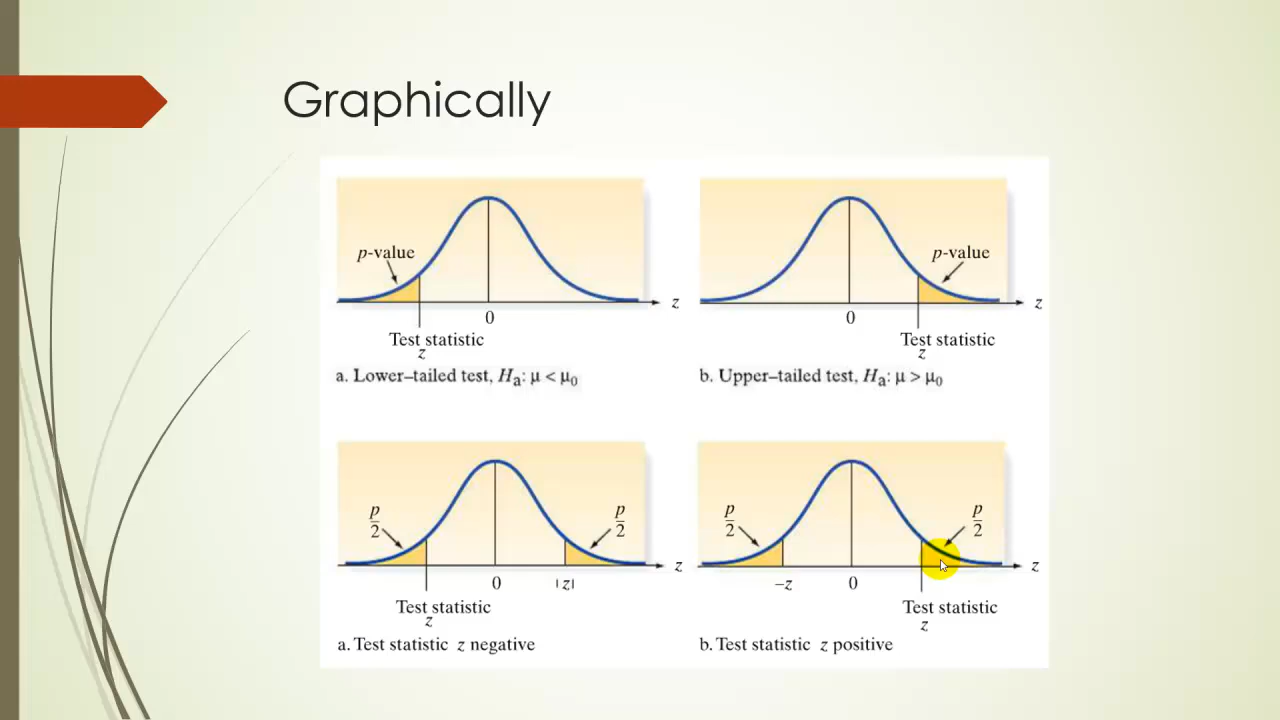 Graphically
p-value
0
z
Test statistic
z
a. Lower–tailed test, Hₐ: μ < μ₀
p-value
0
z
Test statistic
z
b. Upper–tailed test, Hₐ: μ > μ₀
p
2
p
2
0
|z|
z
Test statistic
z
a. Test statistic z negative
p
2
p
2
−z
0
z
Test statistic
z
b. Test statistic z positive